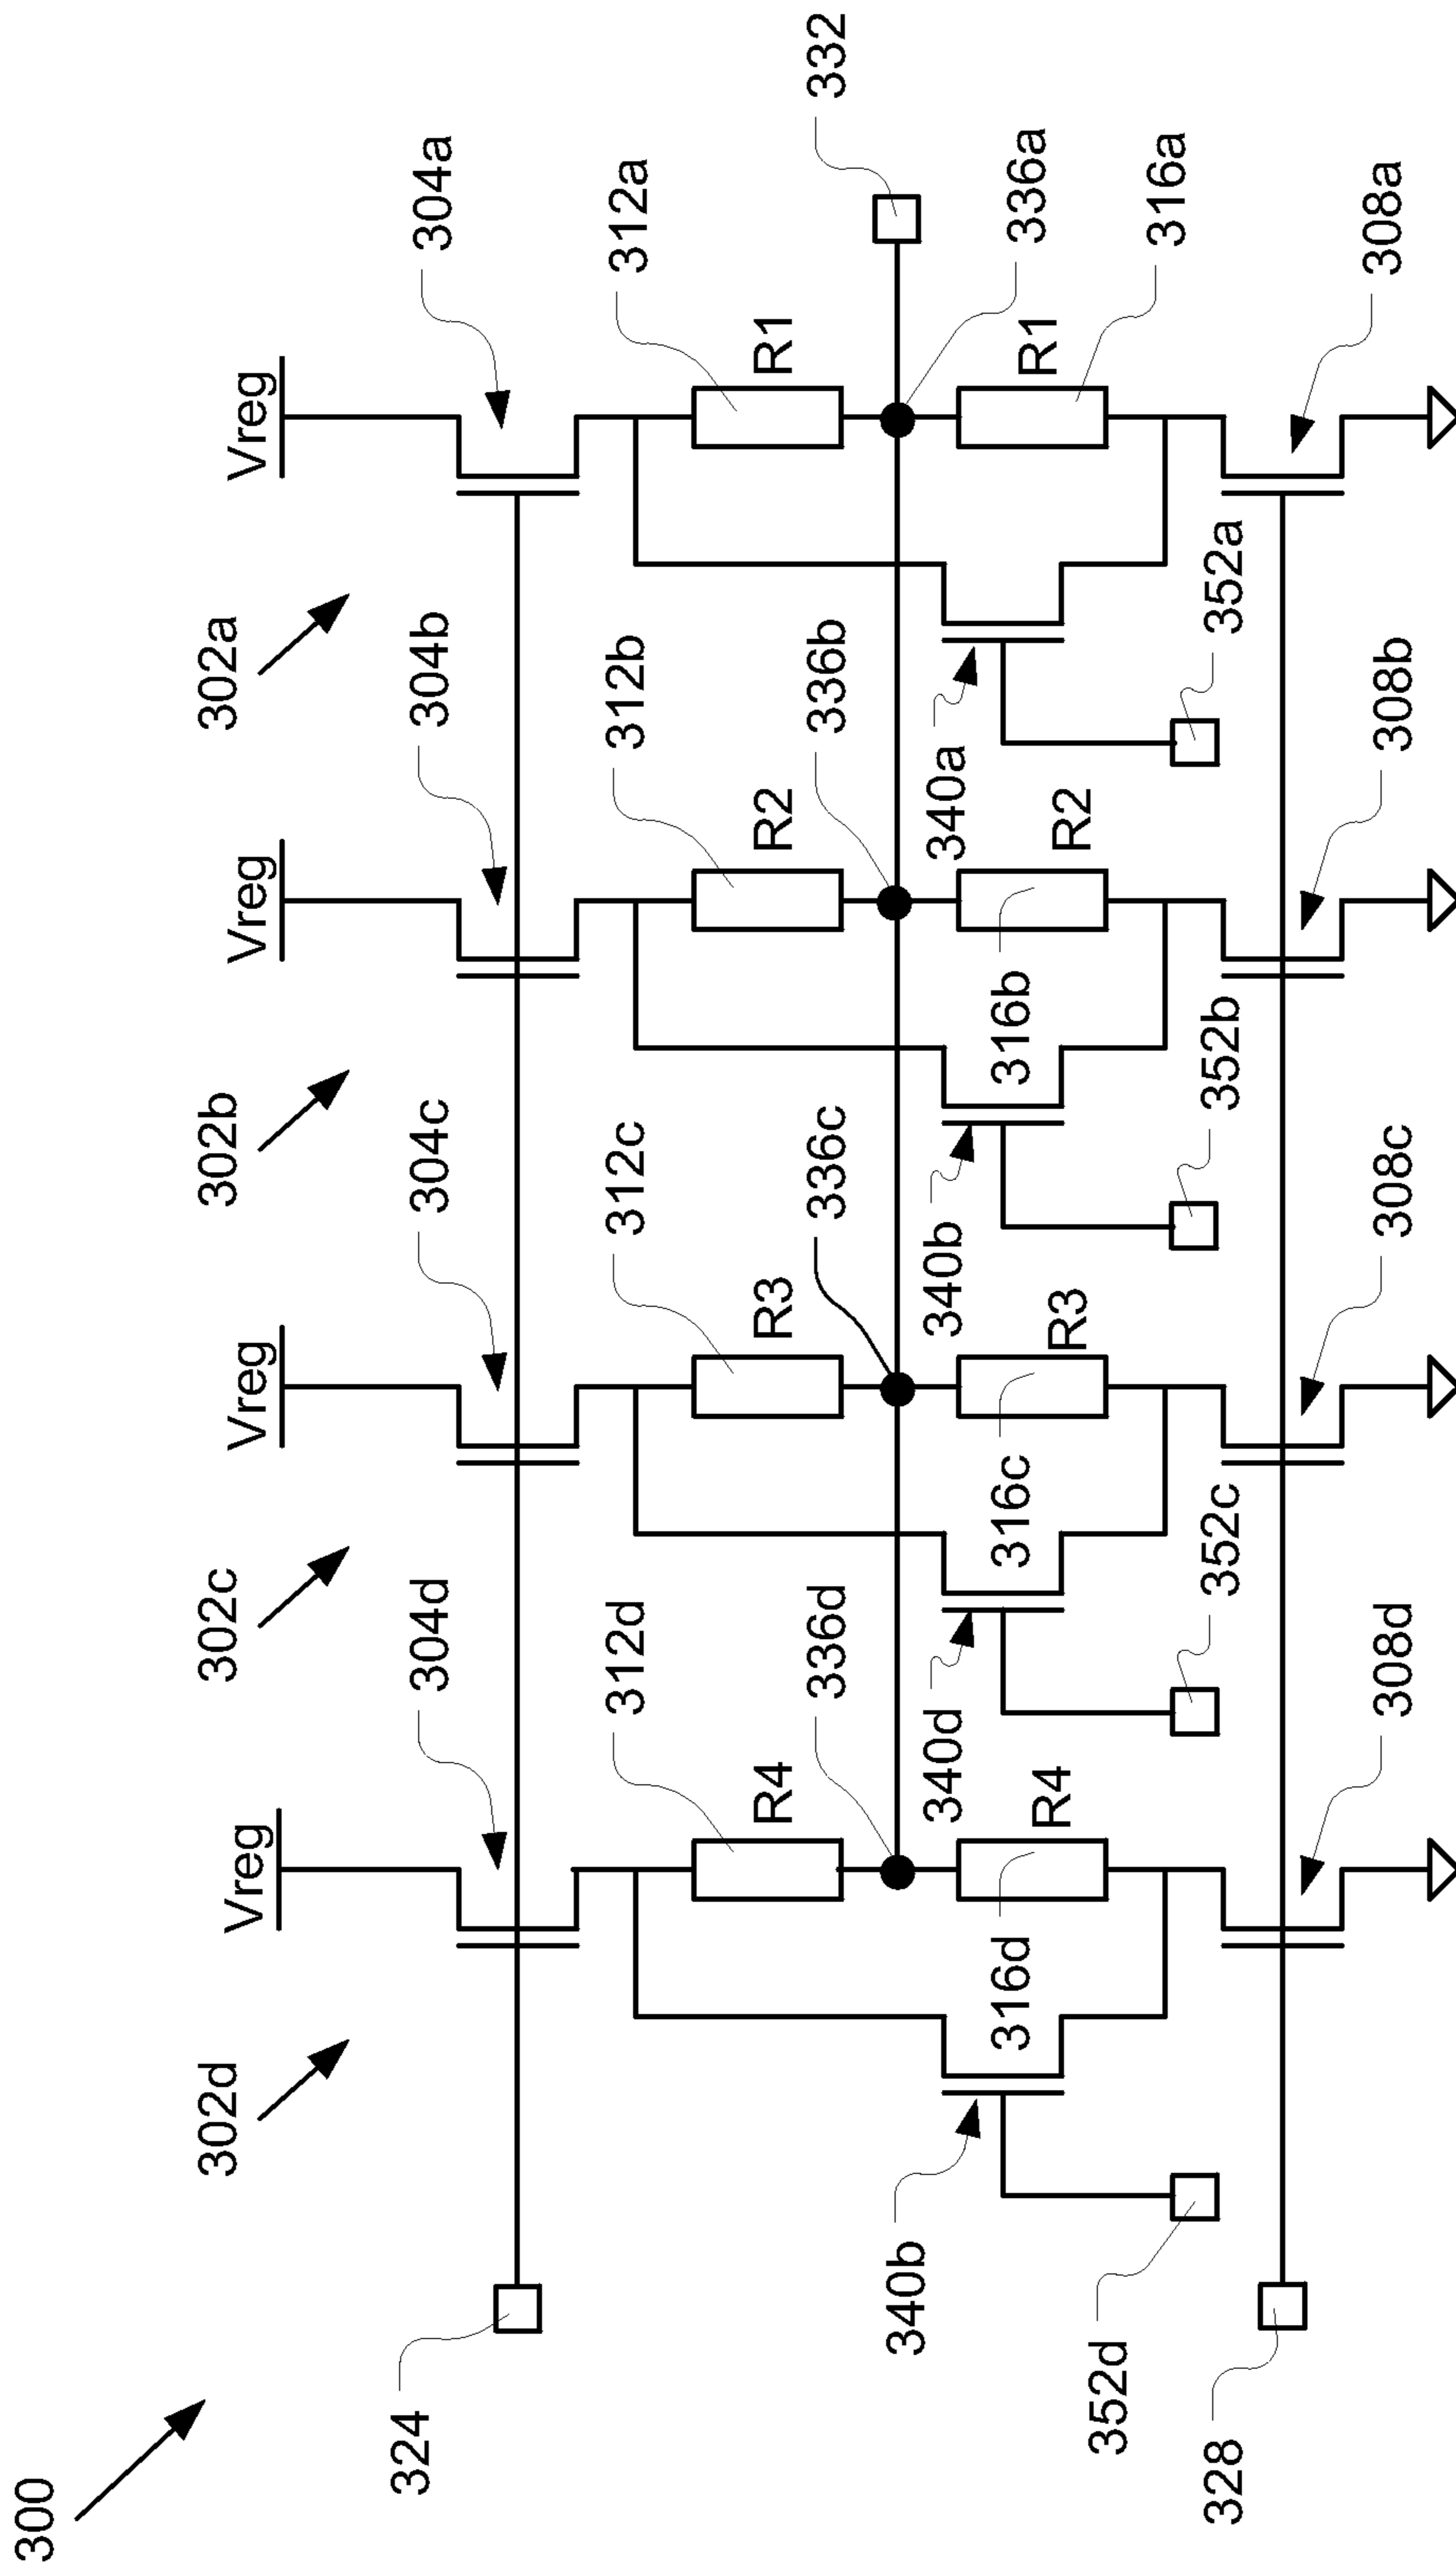 300
302d
302c
302b
302a
Vreg
Vreg
Vreg
Vreg
324
304d
304c
304b
304a
312d
312c
312b
312a
R4
R3
R2
R1
336d
336c
336b
332
340b
340d
340b
340a
316d
316c
316b
336a
R4
R3
R2
R1
352d
316a
328
352c
352b
352a
308d
308c
308b
308a